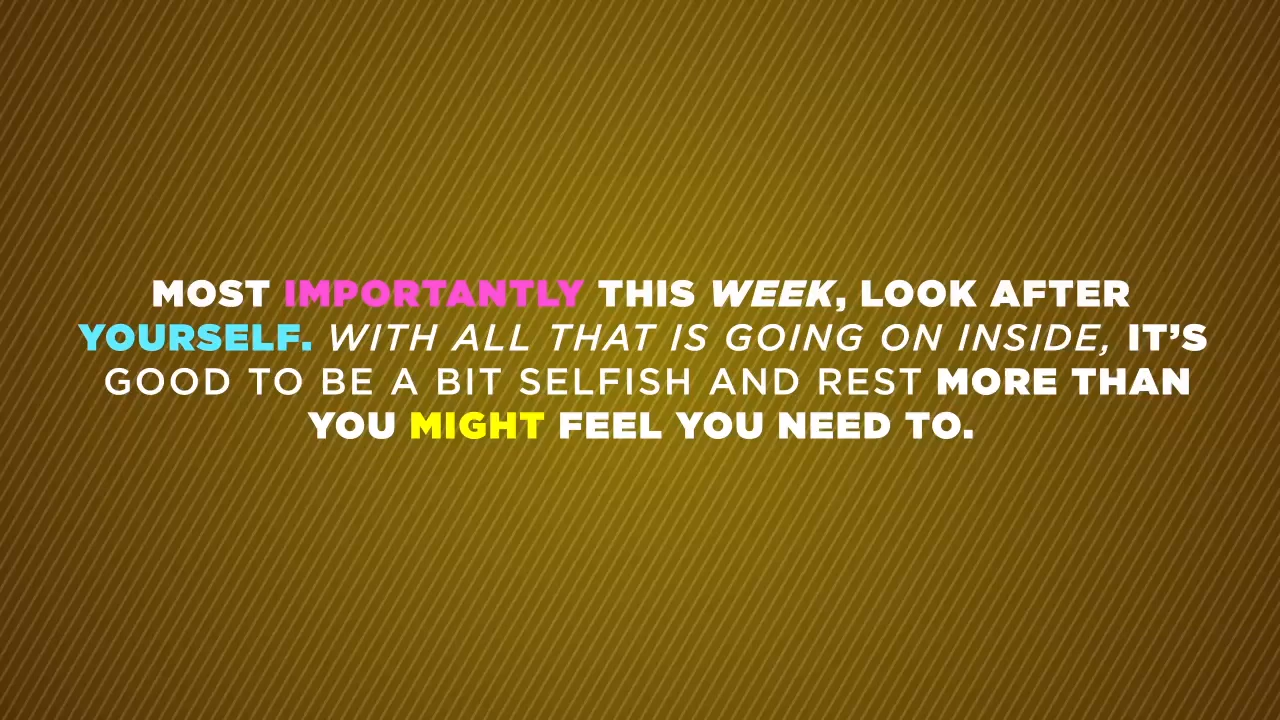 MOST IMPORTANTLY THIS WEEK, LOOK AFTER
YOURSELF. WITH ALL THAT IS GOING ON INSIDE, IT’S
GOOD TO BE A BIT SELFISH AND REST MORE THAN
YOU MIGHT FEEL YOU NEED TO.